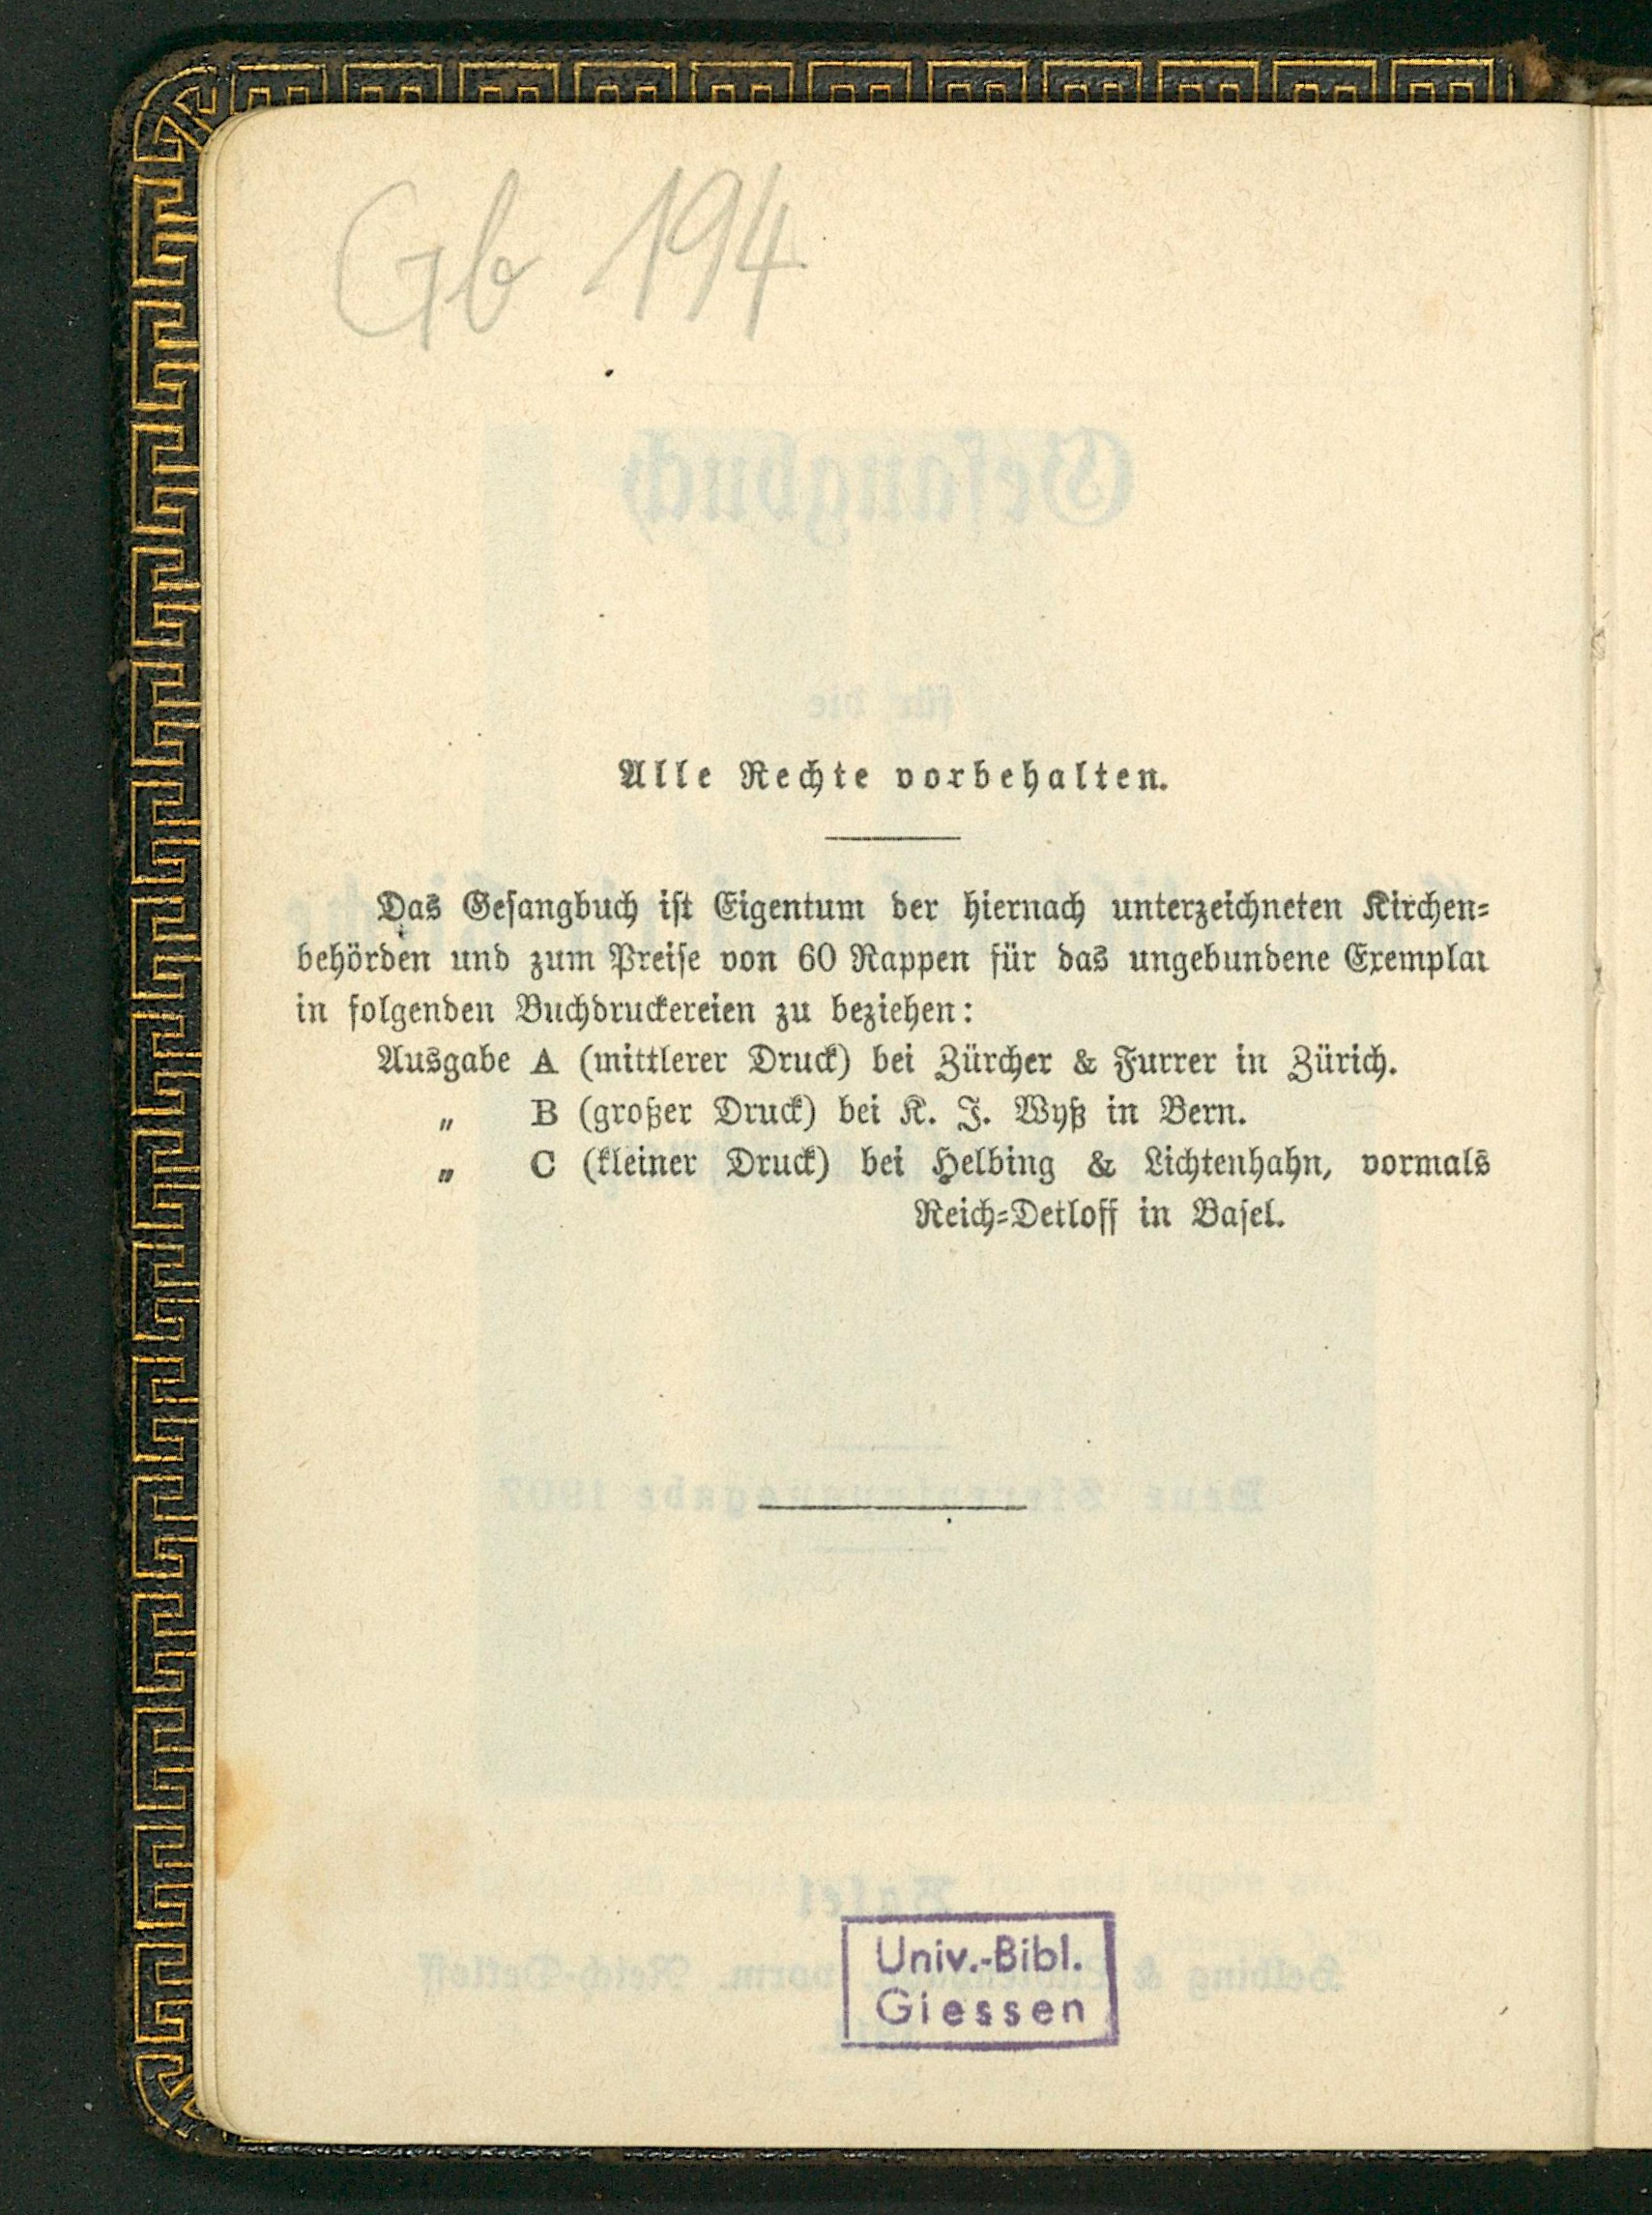 Gb 194
Alle Rechte vorbehalten.
Das Gesangbuch ist Eigentum der hiernach unterzeichneten Kirchen-
behörden und zum Preise von 60 Rappen für das ungebundene Exemplar
in folgenden Buchdruckereien zu beziehen:
Ausgabe A (mittlerer Druck) bei Zürcher & Furrer in Zürich.
„ B (großer Druck) bei K. J. Wyß in Bern.
„ C (kleiner Druck) bei Helbing & Lichtenhahn, vormals
Reich-Detloff in Basel.
Univ.-Bibl.
Giessen